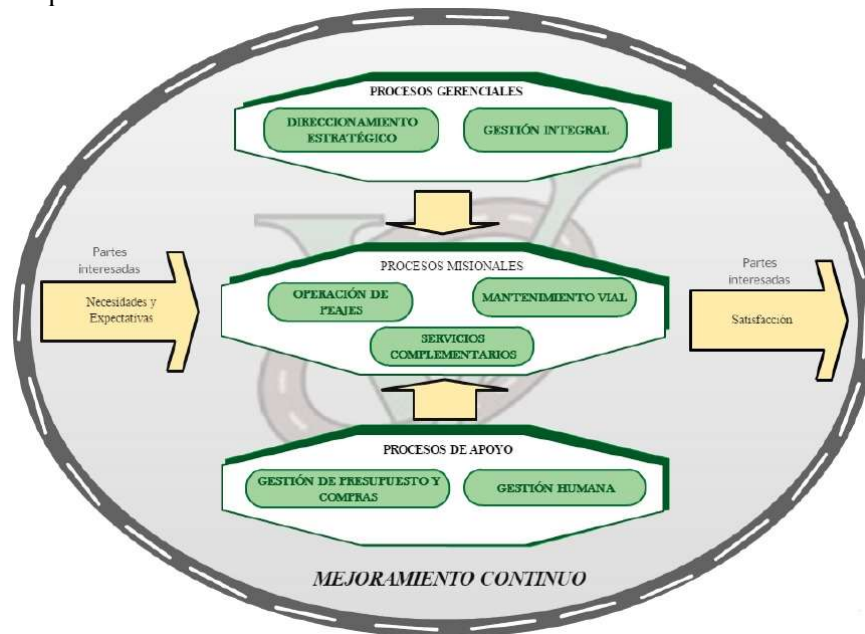 PROCESOS GERENCIALES
DIRECCIONAMIENTO
ESTRATÉGICO
GESTIÓN INTEGRAL
Partes
interesadas
Necesidades y
Expectativas
PROCESOS MISIONALES
OPERACIÓN DE
PEAJES
MANTENIMIENTO VIAL
SERVICIOS
COMPLEMENTARIOS
Partes
interesadas
Satisfacción
PROCESOS DE APOYO
GESTIÓN DE PRESUPUESTO Y
COMPRAS
GESTIÓN HUMANA
MEJORAMIENTO CONTINUO